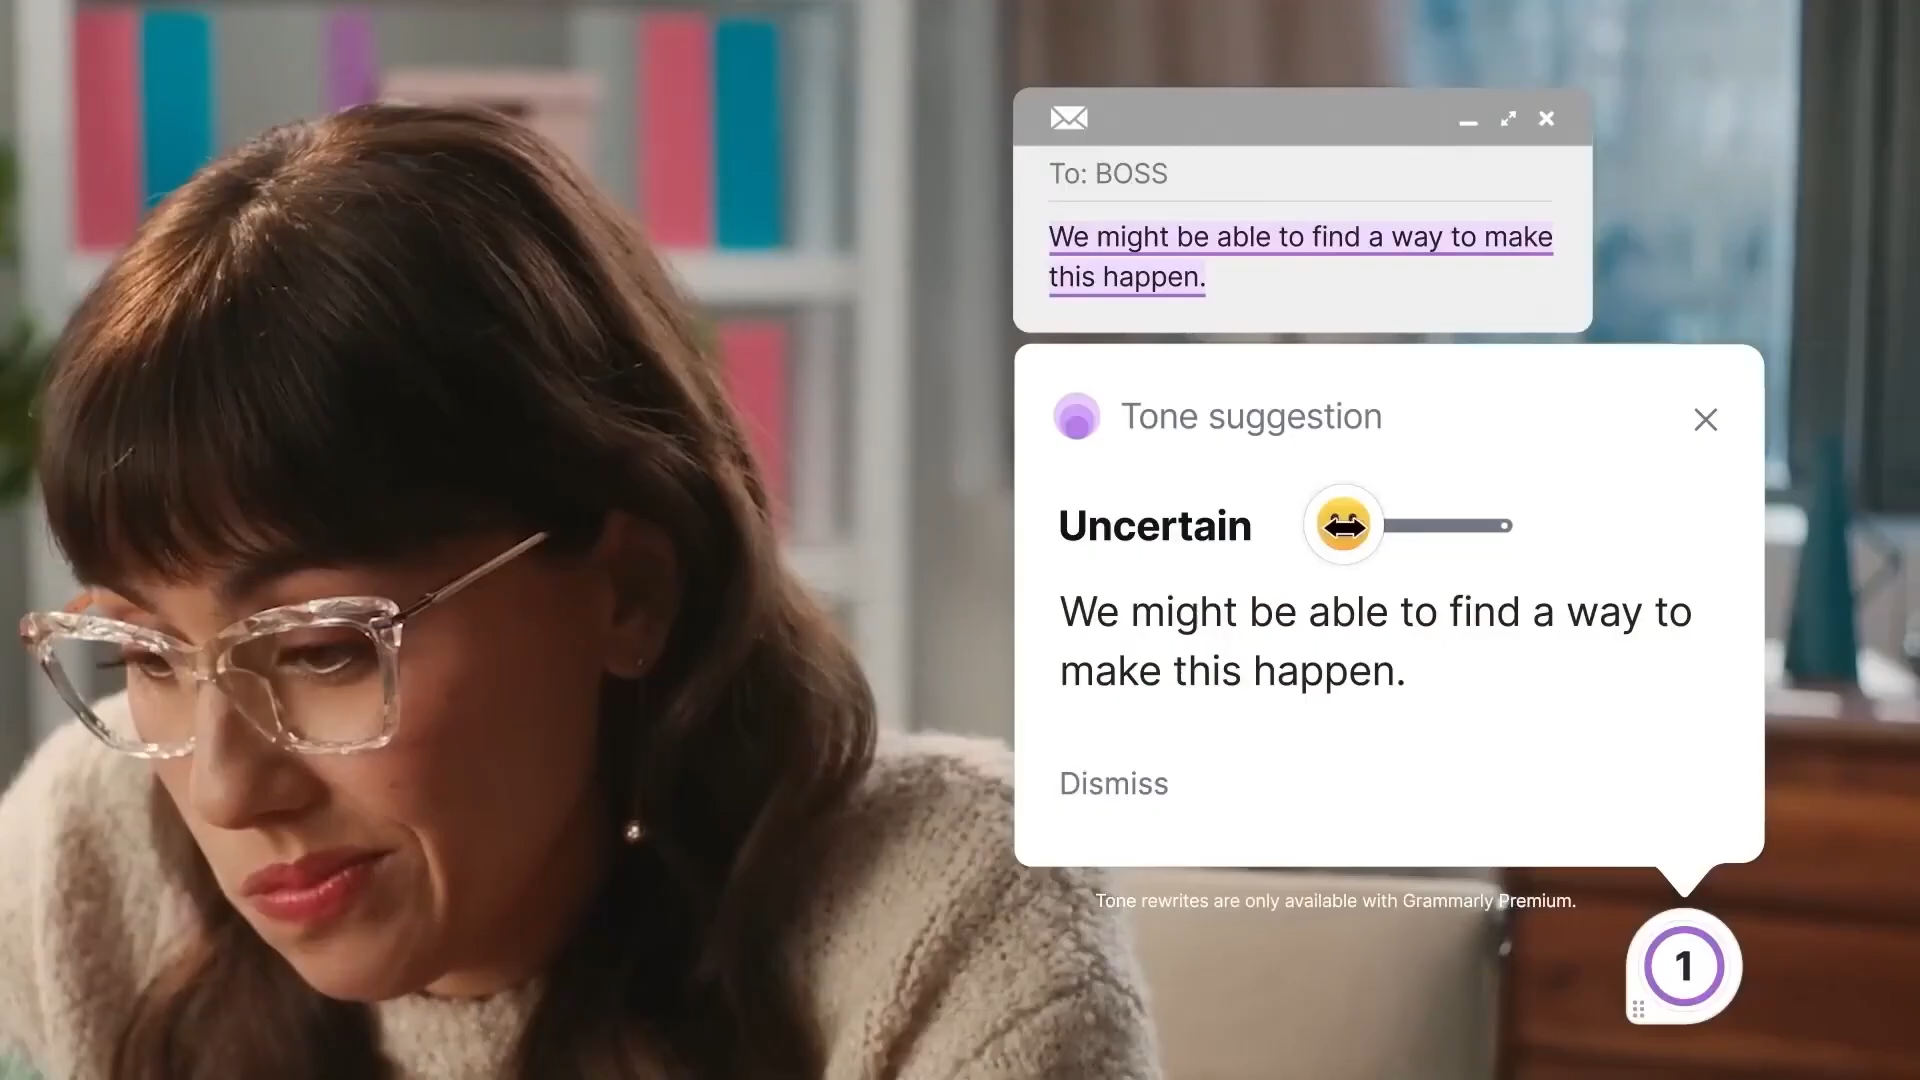 To: BOSS
We might be able to find a way to make
this happen.
Tone suggestion
Uncertain
We might be able to find a way to
make this happen.
Dismiss
Tone rewrites are only available with Grammarly Premium.
1